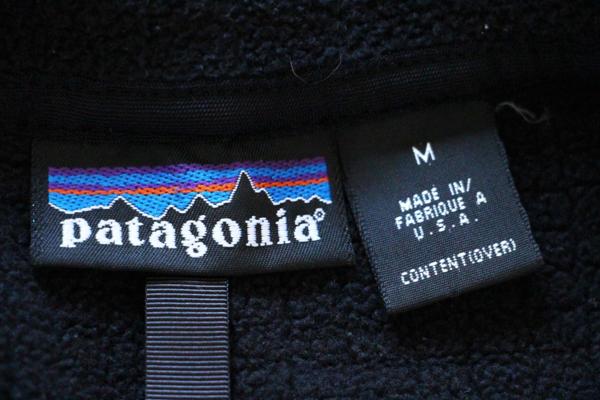 patagonia®
M
MADE IN/
FABRIQUE A
U.S.A.
CONTENT(OVER)